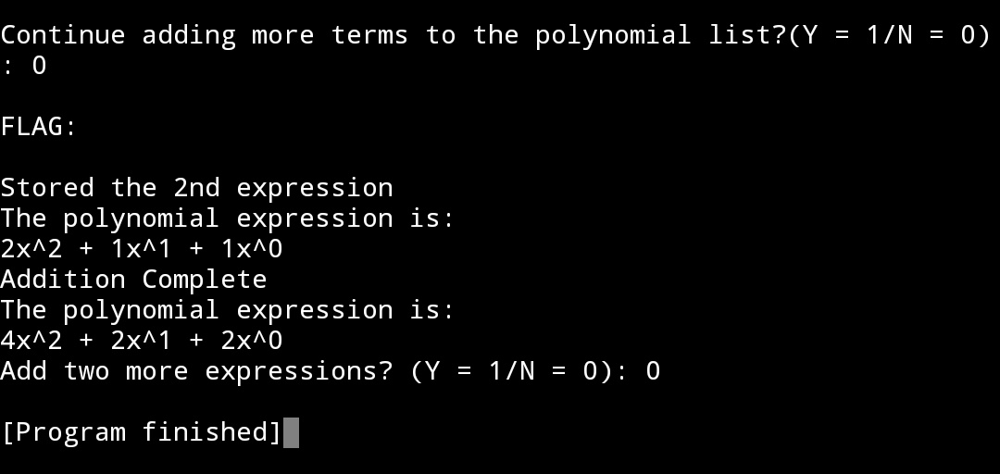 Continue adding more terms to the polynomial list?(Y = 1/N = 0)
: 0
FLAG:
Stored the 2nd expression
The polynomial expression is:
2x^2 + 1x^1 + 1x^0
Addition Complete
The polynomial expression is:
4x^2 + 2x^1 + 2x^0
Add two more expressions? (Y = 1/N = 0): 0
[Program finished]